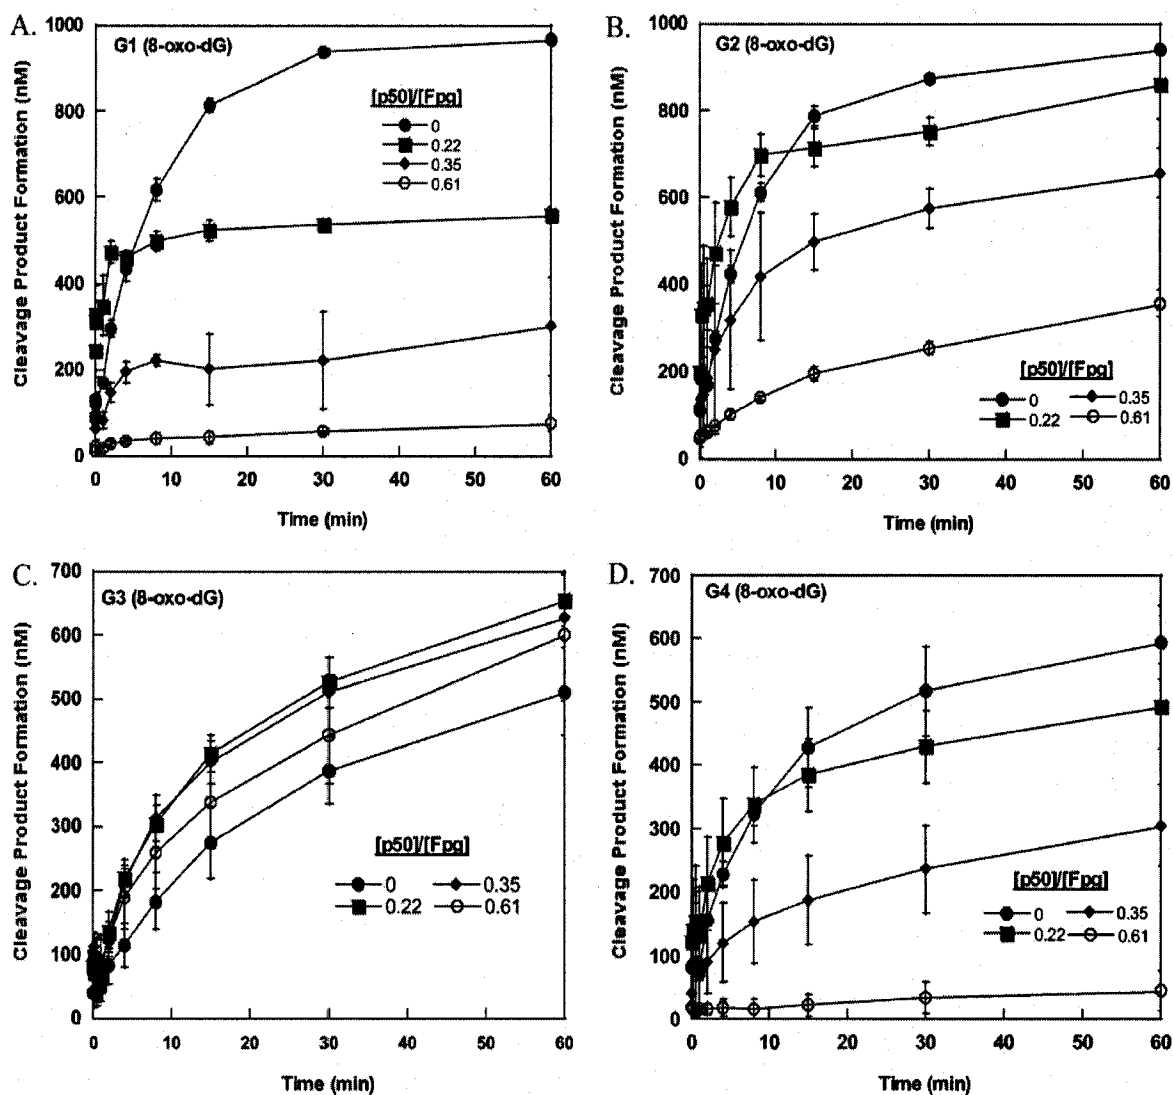 A.
G1 (8-oxo-dG)
[p50]/[Fpg]
0
0.22
0.35
0.61
1000
800
600
400
200
0
0 10 20 30 40 50 60
Time (min)
Cleavage Product Formation (nM)
B.
G2 (8-oxo-dG)
[p50]/[Fpg]
0 0.35
0.22 0.61
1000
800
600
400
200
0
0 10 20 30 40 50 60
Time (min)
Cleavage Product Formation (nM)
C.
G3 (8-oxo-dG)
[p50]/[Fpg]
0 0.35
0.22 0.61
700
600
500
400
300
200
100
0
0 10 20 30 40 50 60
Time (min)
Cleavage Product Formation (nM)
D.
G4 (8-oxo-dG)
[p50]/[Fpg]
0 0.35
0.22 0.61
700
600
500
400
300
200
100
0
0 10 20 30 40 50 60
Time (min)
Cleavage Product Formation (nM)